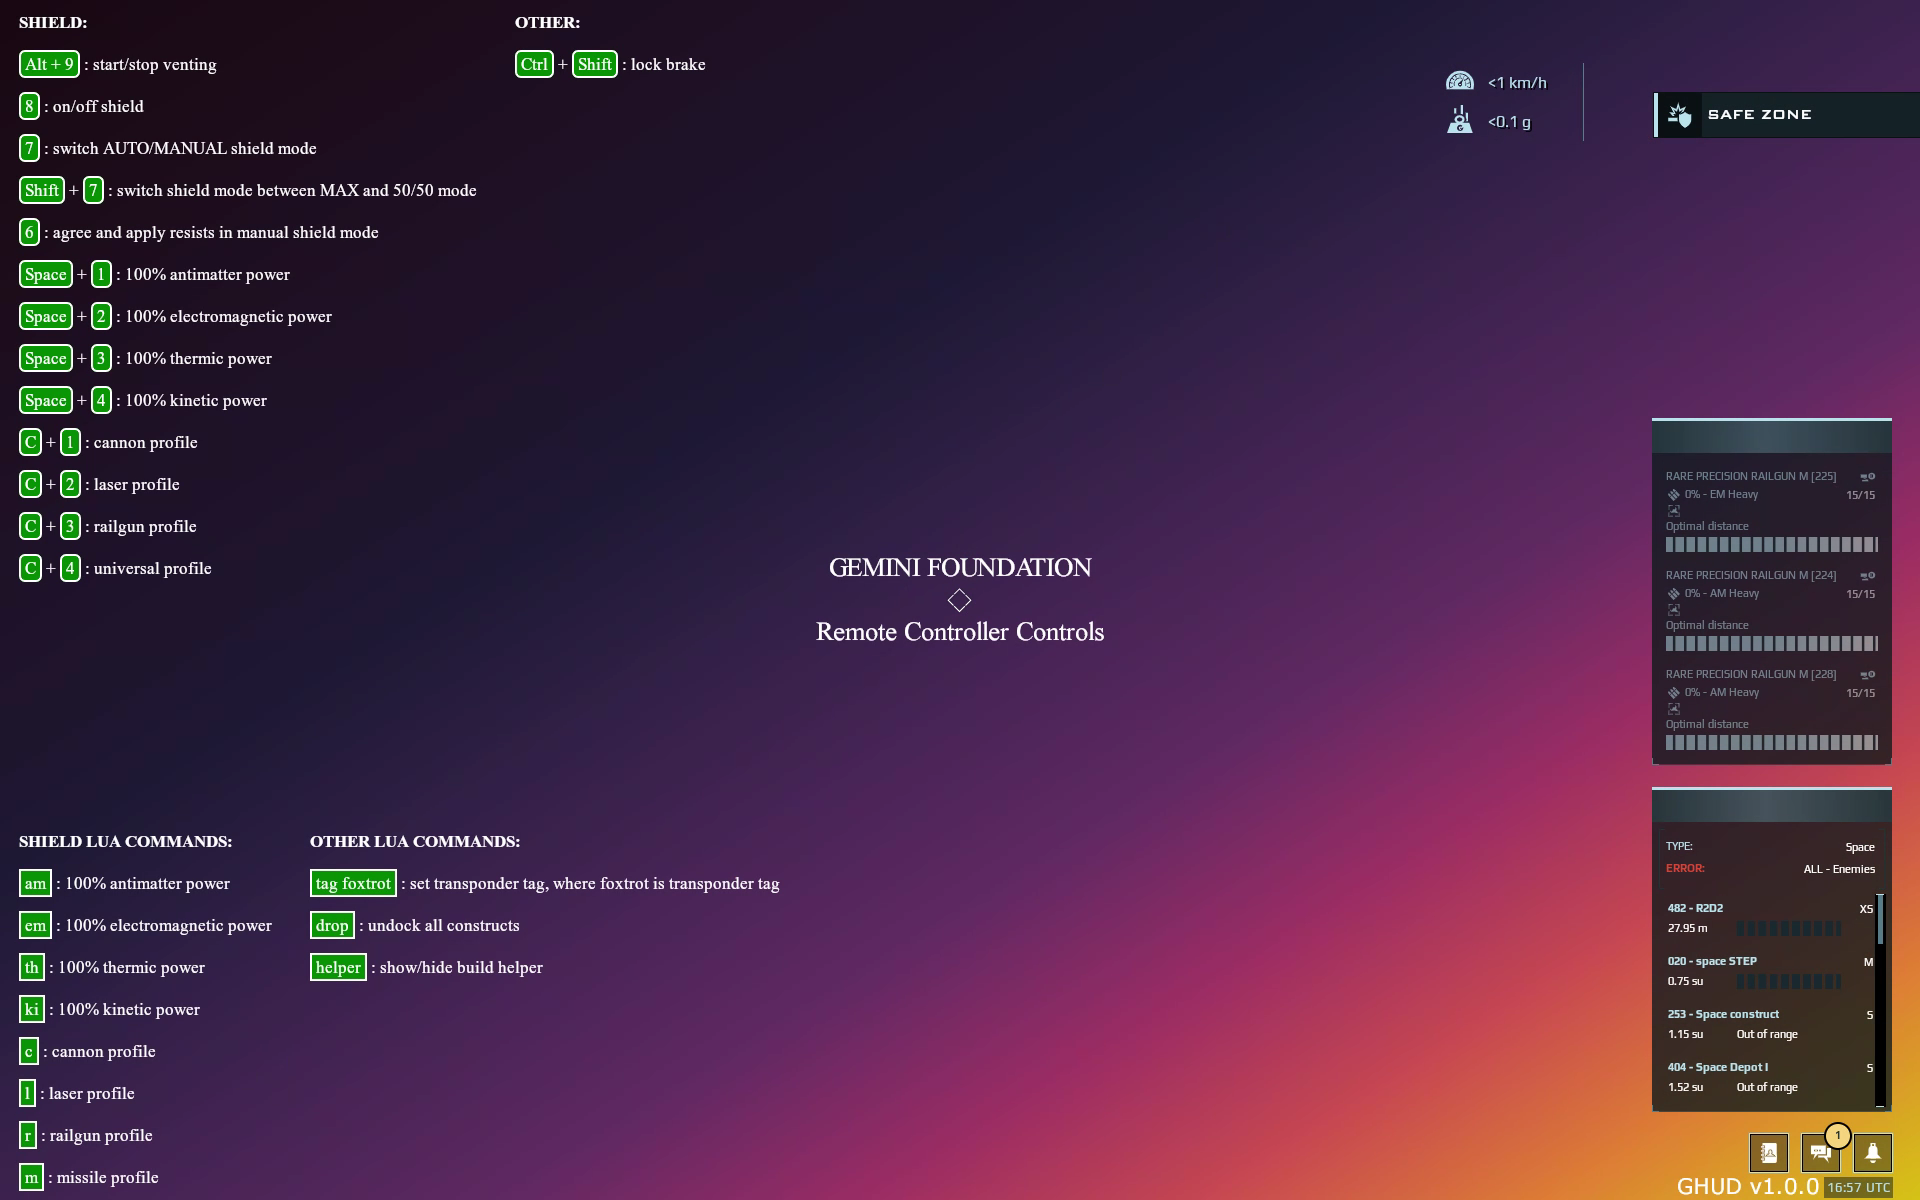 SHIELD:
Alt + 9 : start/stop venting
8 : on/off shield
7 : switch AUTO/MANUAL shield mode
Shift + 7 : switch shield mode between MAX and 50/50 mode
6 : agree and apply resists in manual shield mode
Space + 1 : 100% antimatter power
Space + 2 : 100% electromagnetic power
Space + 3 : 100% thermic power
Space + 4 : 100% kinetic power
C + 1 : cannon profile
C + 2 : laser profile
C + 3 : railgun profile
C + 4 : universal profile
OTHER:
Ctrl + Shift : lock brake
<1 km/h
<0.1 g
SAFE ZONE
GEMINI FOUNDATION
Remote Controller Controls
RARE PRECISION RAILGUN M [225]
0% - EM Heavy 15/15
Optimal distance
RARE PRECISION RAILGUN M [224]
0% - AM Heavy 15/15
Optimal distance
RARE PRECISION RAILGUN M [228]
0% - AM Heavy 15/15
Optimal distance
SHIELD LUA COMMANDS:
am : 100% antimatter power
em : 100% electromagnetic power
th : 100% thermic power
ki : 100% kinetic power
c : cannon profile
l : laser profile
r : railgun profile
m : missile profile
OTHER LUA COMMANDS:
tag foxtrot : set transponder tag, where foxtrot is transponder tag
drop : undock all constructs
helper : show/hide build helper
TYPE: Space
ERROR: ALL - Enemies
482 - R2D2 XS
27.95 m
020 - space STEP M
0.75 su
253 - Space construct S
1.15 su Out of range
404 - Space Depot I S
1.52 su Out of range
1
GHUD v1.0.0 16:57 UTC